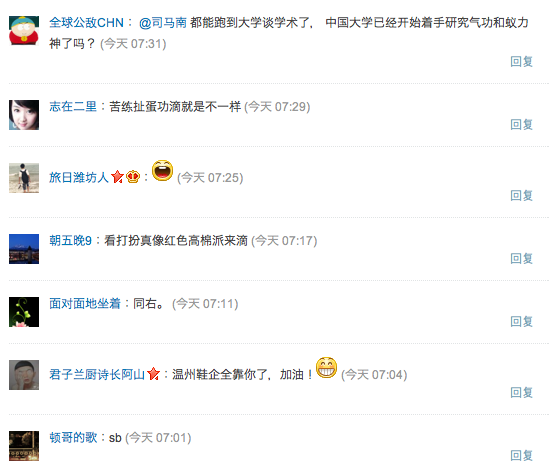 全球公敌CHN： @司马南 都能跑到大学谈学术了， 中国大学已经开始着手研究气功和蚁力
神了吗？ (今天 07:31)
回复
志在二里：苦练扯蛋功滴就是不一样 (今天 07:29)
回复
旅日潍坊人： (今天 07:25)
回复
朝五晚9：看打扮真像红色高棉派来滴 (今天 07:17)
回复
面对面地坐着：同右。 (今天 07:11)
回复
君子兰厨诗长阿山：温州鞋企全靠你了，加油！ (今天 07:04)
回复
顿哥的歌：sb (今天 07:01)
回复